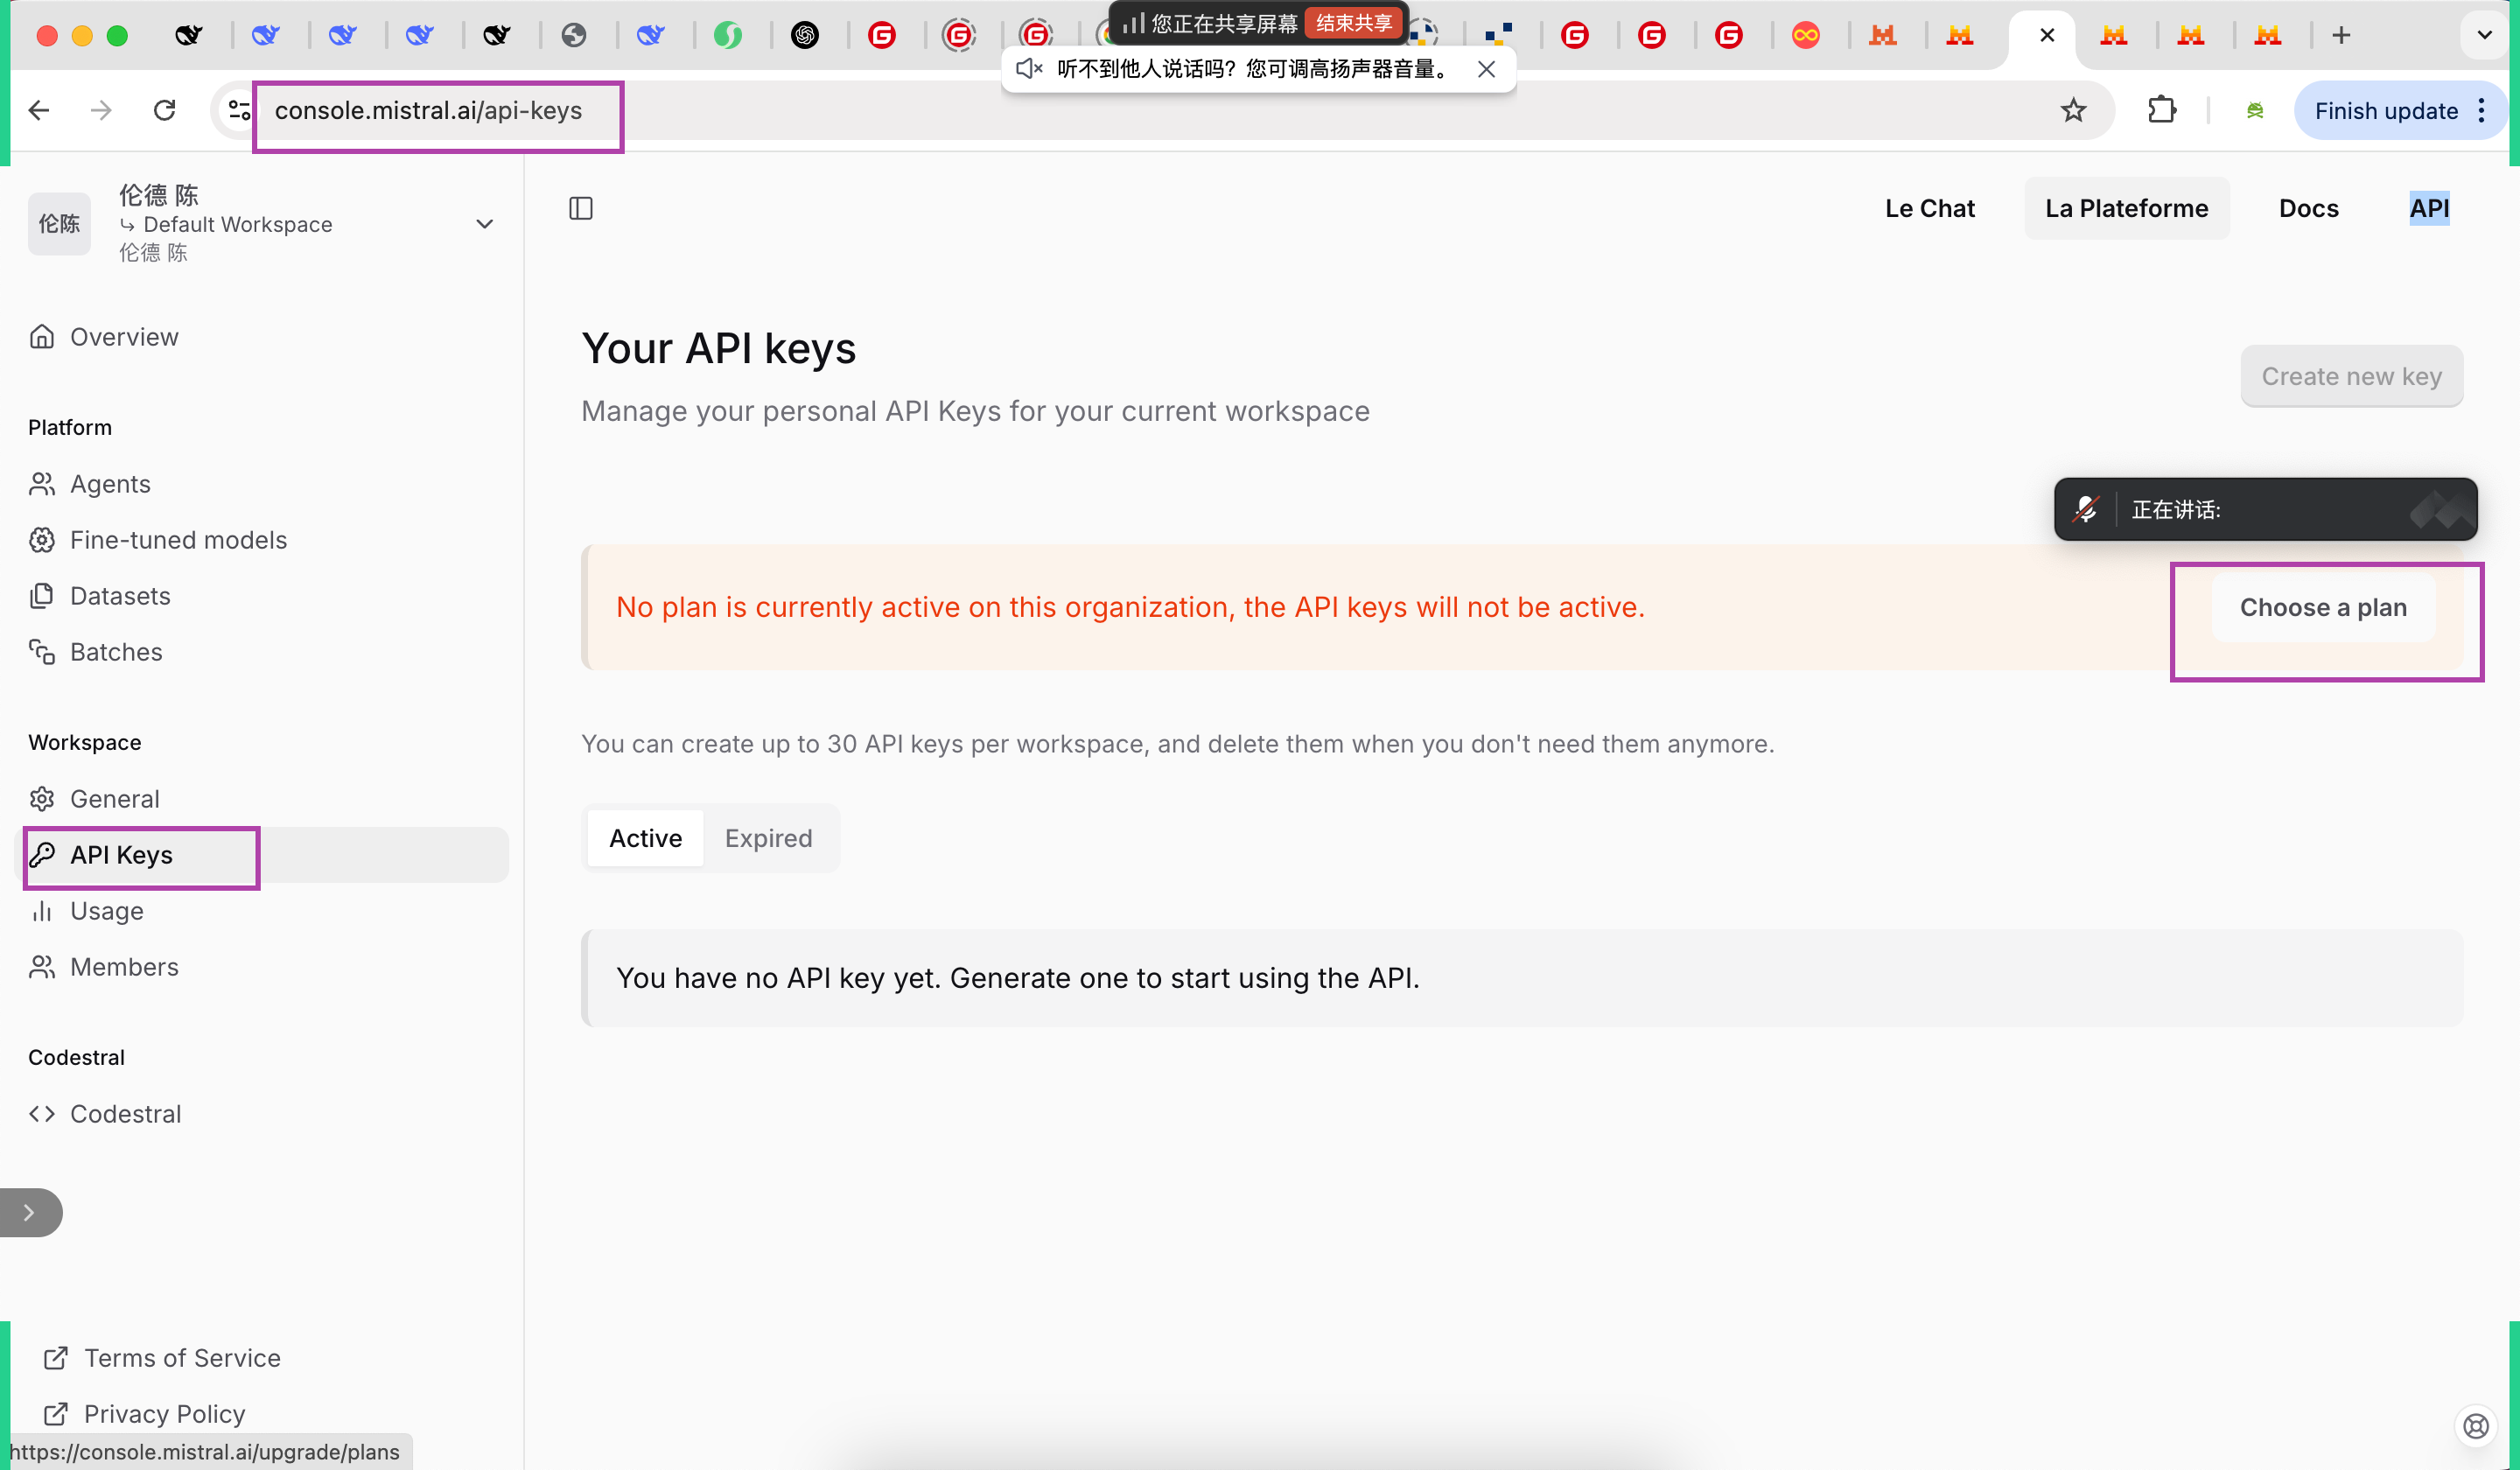 您正在共享屏幕 结束共享
听不到他人说话吗？您可调高扬声器音量。
console.mistral.ai/api-keys
Finish update
伦陈
伦德 陈
Default Workspace
伦德 陈
Le Chat
La Plateforme
Docs
API
Overview
Platform
Agents
Fine-tuned models
Datasets
Batches
Workspace
General
API Keys
Usage
Members
Codestral
Codestral
Terms of Service
Privacy Policy
https://console.mistral.ai/upgrade/plans
Your API keys
Manage your personal API Keys for your current workspace
Create new key
正在讲话:
No plan is currently active on this organization, the API keys will not be active.
Choose a plan
You can create up to 30 API keys per workspace, and delete them when you don't need them anymore.
Active
Expired
You have no API key yet. Generate one to start using the API.